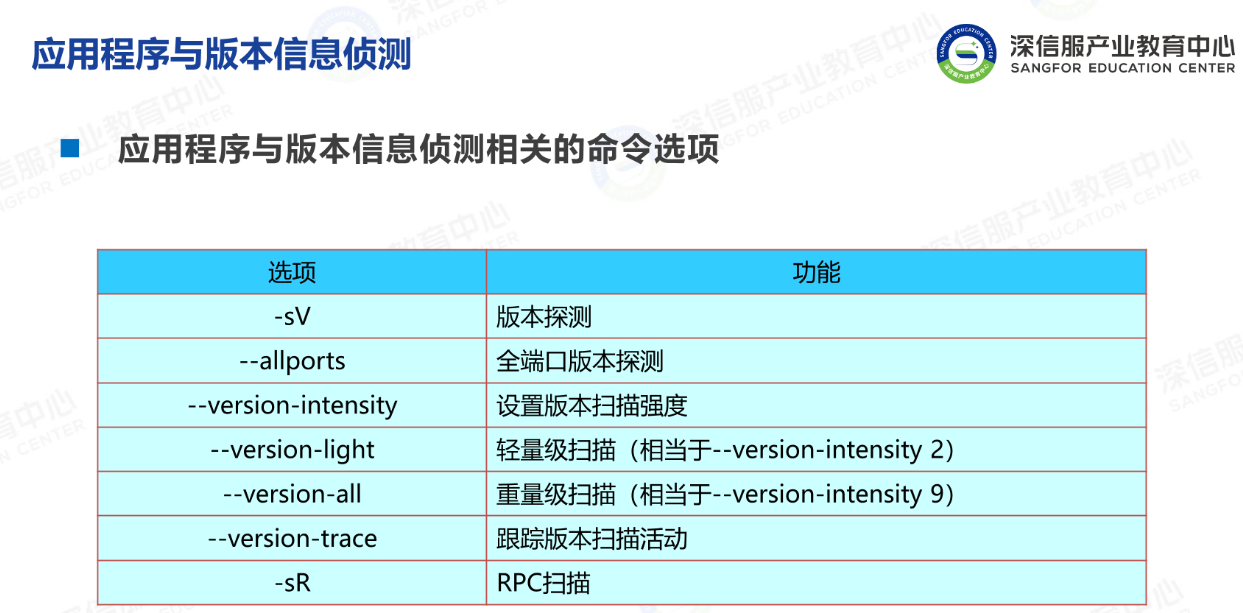 应用程序与版本信息侦测
深信服产业教育中心
SANGFOR EDUCATION CENTER
应用程序与版本信息侦测相关的命令选项
选项 功能
-sV 版本探测
--allports 全端口版本探测
--version-intensity 设置版本扫描强度
--version-light 轻量级扫描（相当于--version-intensity 2）
--version-all 重量级扫描（相当于--version-intensity 9）
--version-trace 跟踪版本扫描活动
-sR RPC扫描